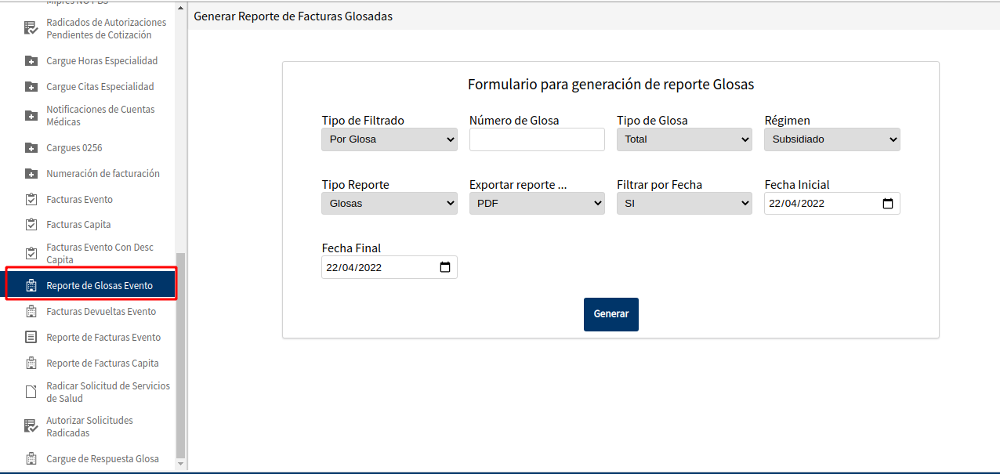 Mipres NO PBS
Radicados de Autorizaciones
Pendientes de Cotización
Cargue Horas Especialidad
Cargue Citas Especialidad
Notificaciones de Cuentas
Médicas
Cargues 0256
Numeración de facturación
Facturas Evento
Facturas Capita
Facturas Evento Con Desc
Capita
Reporte de Glosas Evento
Facturas Devueltas Evento
Reporte de Facturas Evento
Reporte de Facturas Capita
Radicar Solicitud de Servicios
de Salud
Autorizar Solicitudes
Radicadas
Cargue de Respuesta Glosa
Generar Reporte de Facturas Glosadas
Formulario para generación de reporte Glosas
Tipo de Filtrado
Por Glosa
Número de Glosa
Tipo de Glosa
Total
Régimen
Subsidiado
Tipo Reporte
Glosas
Exportar reporte ...
PDF
Filtrar por Fecha
SI
Fecha Inicial
22/04/2022
Fecha Final
22/04/2022
Generar